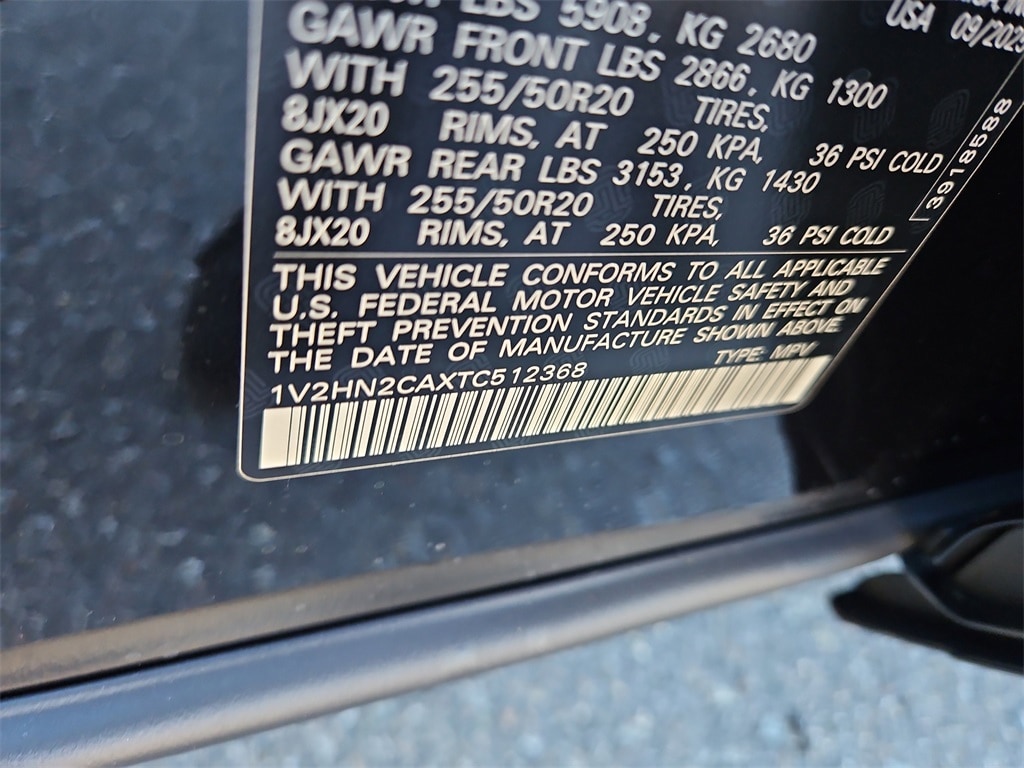 LBS 5908, KG 2680
USA 09/2025
GAWR FRONT LBS 2866, KG 1300
WITH 255/50R20 TIRES,
8JX20 RIMS, AT 250 KPA, 36 PSI COLD
GAWR REAR LBS 3153, KG 1430
WITH 255/50R20 TIRES,
8JX20 RIMS, AT 250 KPA, 36 PSI COLD
3918588
THIS VEHICLE CONFORMS TO ALL APPLICABLE
U.S. FEDERAL MOTOR VEHICLE SAFETY AND
THEFT PREVENTION STANDARDS IN EFFECT ON
THE DATE OF MANUFACTURE SHOWN ABOVE
1V2HN2CAXTC512368 TYPE: MPV